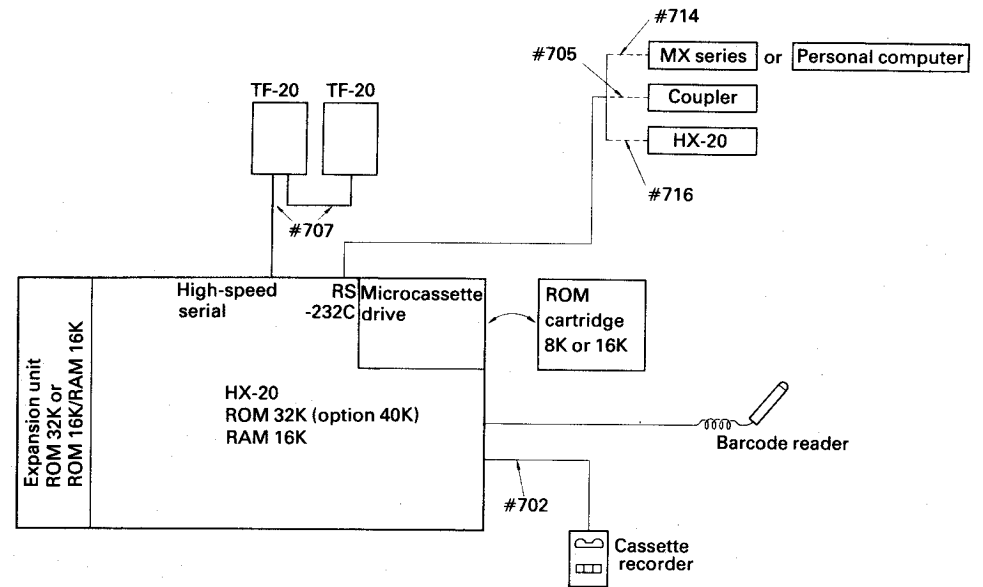 #714
MX series or Personal computer
#705
Coupler
HX-20
#716
TF-20 TF-20
#707
High-speed
serial
RS
-232C
Microcassette
drive
ROM
cartridge
8K or 16K
Expansion unit
ROM 32K or
ROM 16K/RAM 16K
HX-20
ROM 32K (option 40K)
RAM 16K
Barcode reader
#702
Cassette
recorder